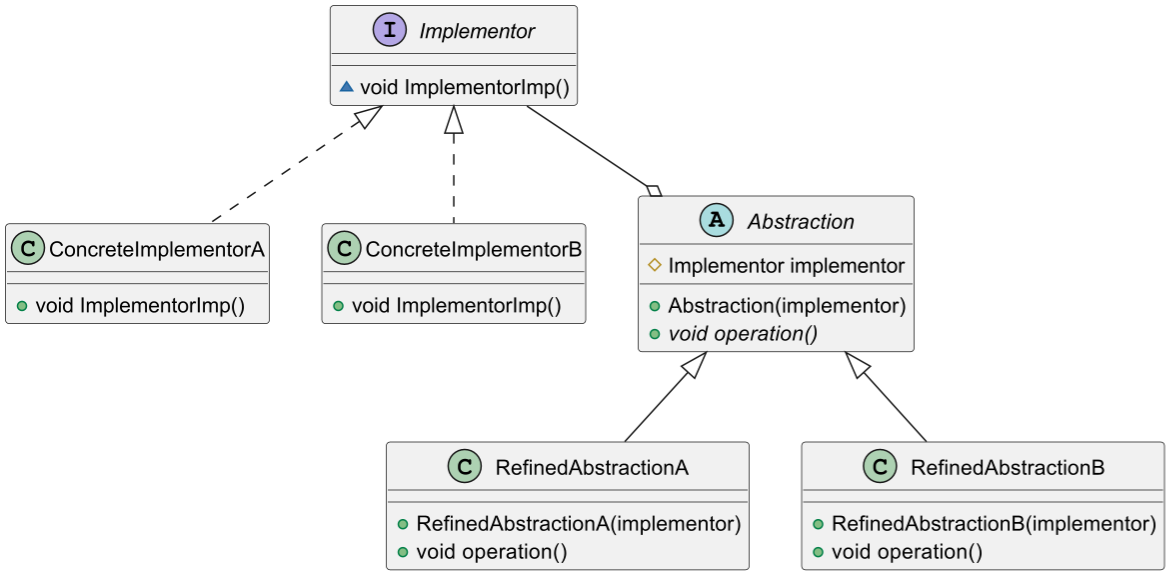 I Implementor
void ImplementorImp()
C ConcreteImplementorA
void ImplementorImp()
C ConcreteImplementorB
void ImplementorImp()
A Abstraction
Implementor implementor
Abstraction(implementor)
void operation()
C RefinedAbstractionA
RefinedAbstractionA(implementor)
void operation()
C RefinedAbstractionB
RefinedAbstractionB(implementor)
void operation()